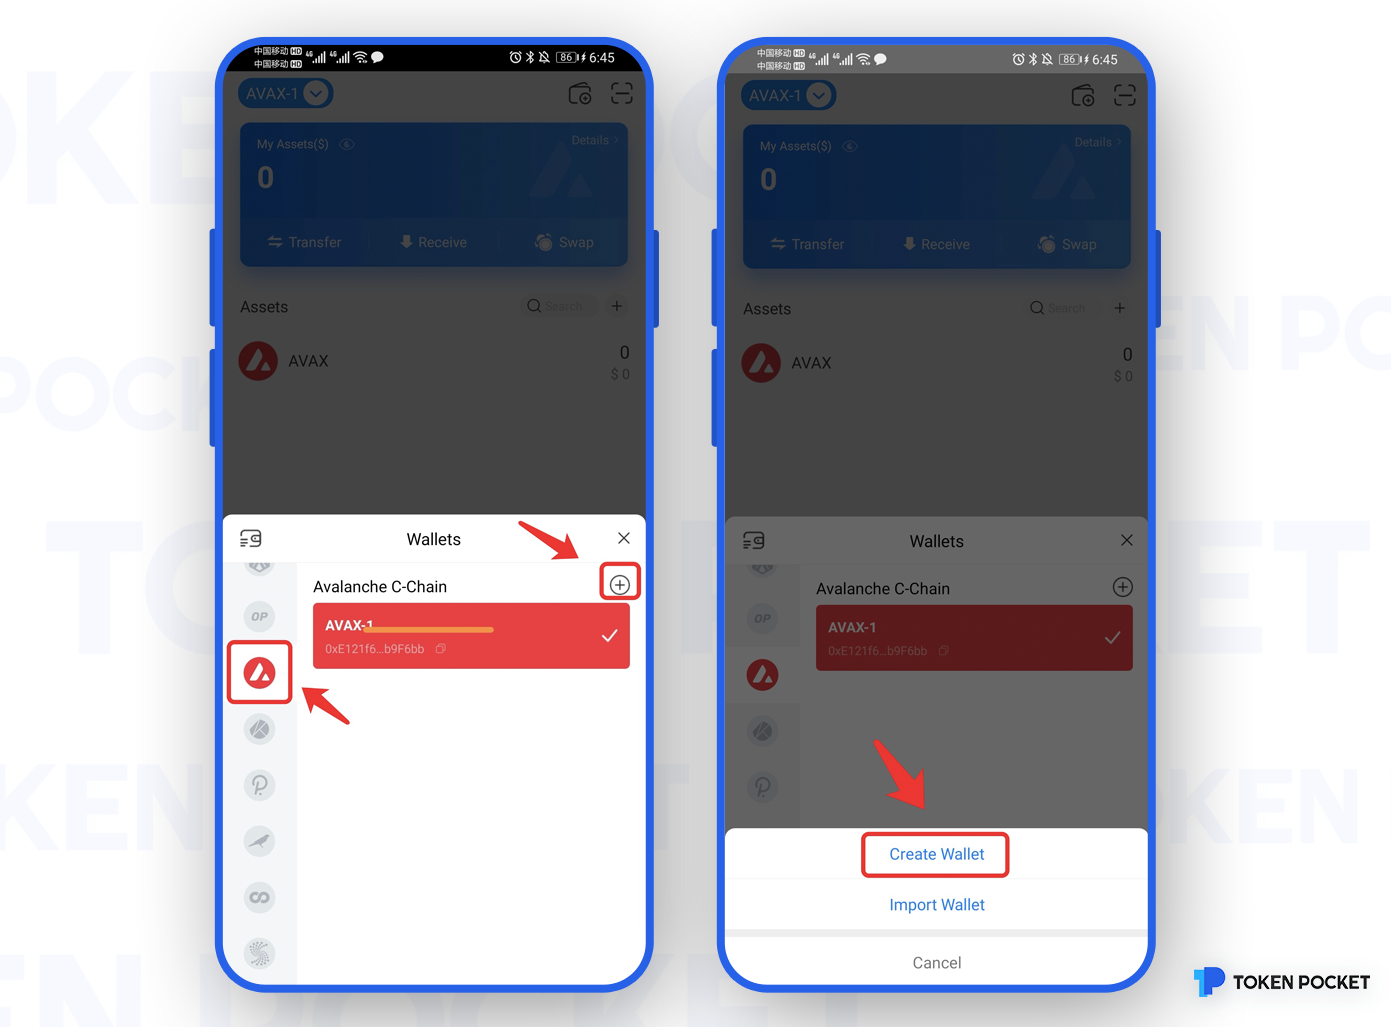 中国移动 HD
中国移动 HD
4G 4G
86 6:45
AVAX-1
My Assets($)
Details >
0
Transfer
Receive
Swap
Assets
Search
AVAX
0
$ 0
Wallets
Avalanche C-Chain
OP
AVAX-1
0xE121f6...b9F6bb
中国移动 HD
中国移动 HD
4G 4G
86 6:45
AVAX-1
My Assets($)
Details >
0
Transfer
Receive
Swap
Assets
Search
AVAX
0
$ 0
Wallets
Avalanche C-Chain
OP
AVAX-1
0xE121f6...b9F6bb
Create Wallet
Import Wallet
Cancel
TOKEN POCKET